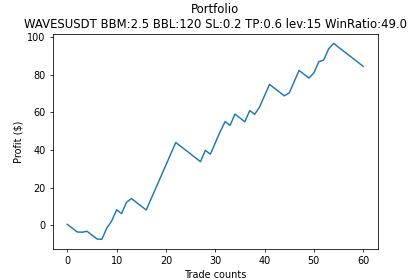 Portfolio
WAVESUSDT BBM:2.5 BBL:120 SL:0.2 TP:0.6 lev:15 WinRatio:49.0
100
80
60
40
20
0
Profit ($)
0 10 20 30 40 50 60
Trade counts